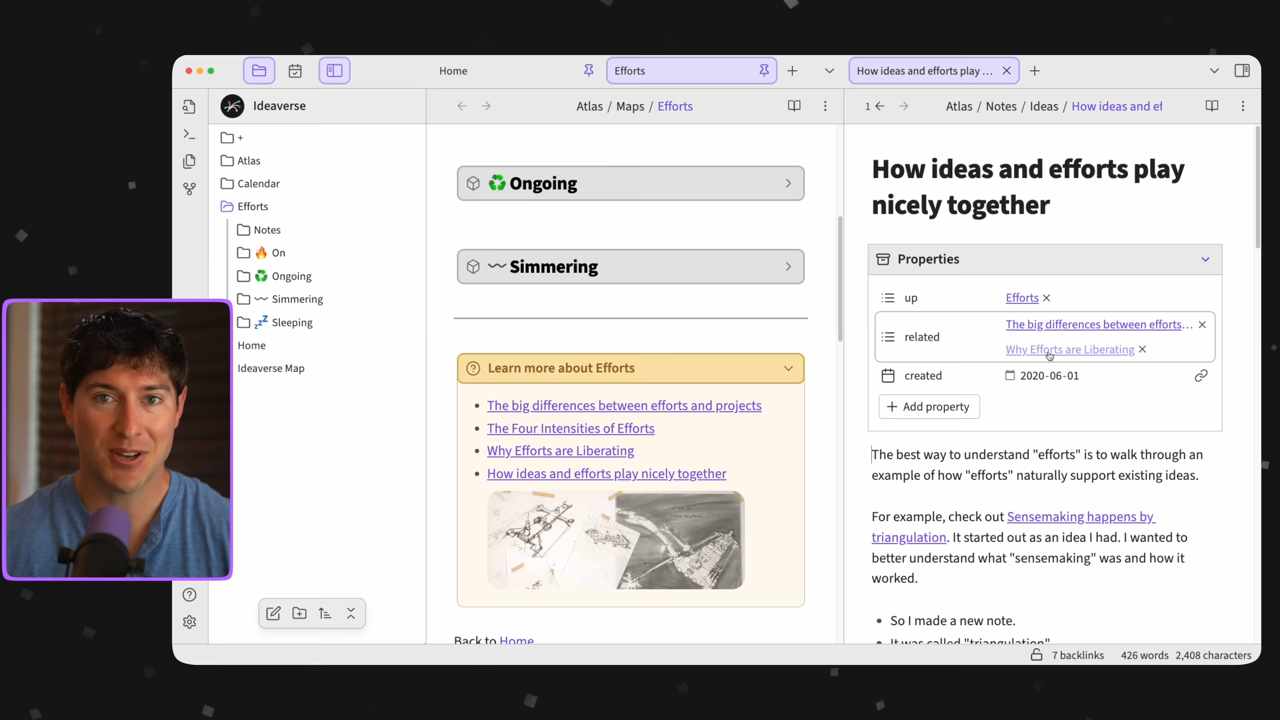 Home
Efforts
How ideas and efforts play ...
Ideaverse
Atlas / Maps / Efforts
1
Atlas / Notes / Ideas / How ideas and ef
+
Atlas
Calendar
Efforts
Notes
🔥 On
♻️ Ongoing
〰️ Simmering
💤 Sleeping
Home
Ideaverse Map
♻️ Ongoing
〰️ Simmering
Learn more about Efforts
• The big differences between efforts and projects
• The Four Intensities of Efforts
• Why Efforts are Liberating
• How ideas and efforts play nicely together
Back to Home
How ideas and efforts play
nicely together
Properties
up
Efforts
related
The big differences between efforts...
Why Efforts are Liberating
created
2020-06-01
Add property
The best way to understand "efforts" is to walk through an
example of how "efforts" naturally support existing ideas.
For example, check out Sensemaking happens by
triangulation. It started out as an idea I had. I wanted to
better understand what "sensemaking" was and how it
worked.
• So I made a new note.
• It was called "triangulation"
7 backlinks
426 words
2,408 characters